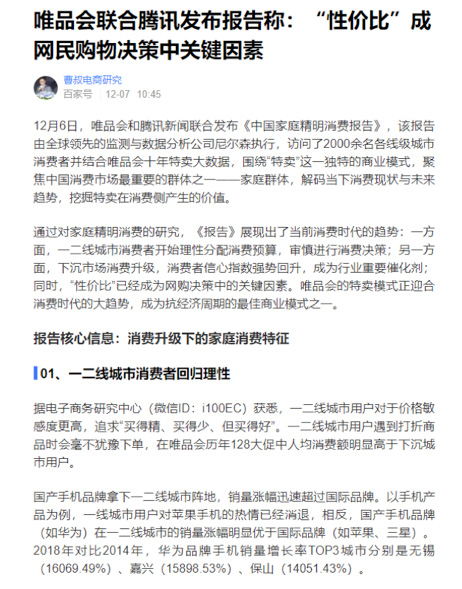 唯品会联合腾讯发布报告称：“性价比”成
网民购物决策中关键因素
曹叔电商研究
百家号 12-07 10:45
12月6日，唯品会和腾讯新闻联合发布《中国家庭精明消费报告》，该报告
由全球领先的监测与数据分析公司尼尔森执行，访问了2000余名各线级城市
消费者并结合唯品会十年特卖大数据，围绕“特卖”这一独特的商业模式，聚
焦中国消费市场最重要的群体之一——家庭群体，解码当下消费现状与未来
趋势，挖掘特卖在消费侧产生的价值。
通过对家庭精明消费的研究，《报告》展现出了当前消费时代的趋势：一方
面，一二线城市消费者开始理性分配消费预算，审慎进行消费决策；另一方
面，下沉市场消费升级，消费者信心指数强势回升，成为行业重要催化剂；
同时，“性价比”已经成为网购决策中的关键因素。唯品会的特卖模式正迎合
消费时代的大趋势，成为抗经济周期的最佳商业模式之一。
报告核心信息：消费升级下的家庭消费特征
01、一二线城市消费者回归理性
据电子商务研究中心（微信ID：i100EC）获悉，一二线城市用户对于价格敏
感度更高，追求“买得精、买得少、但买得好”。一二线城市用户遇到打折商
品时会毫不犹豫下单，在唯品会历年128大促中人均消费额明显高于下沉城
市用户。
国产手机品牌拿下一二线城市阵地，销量涨幅迅速超过国际品牌。以手机产
品为例，一线城市用户对苹果手机的热情已经消退，相反，国产手机品牌
（如华为）在一二线城市的销量涨幅明显优于国际品牌（如苹果、三星）。
2018年对比2014年，华为品牌手机销量增长率TOP3城市分别是无锡
（16069.49%）、嘉兴（15898.53%）、保山（14051.43%）。